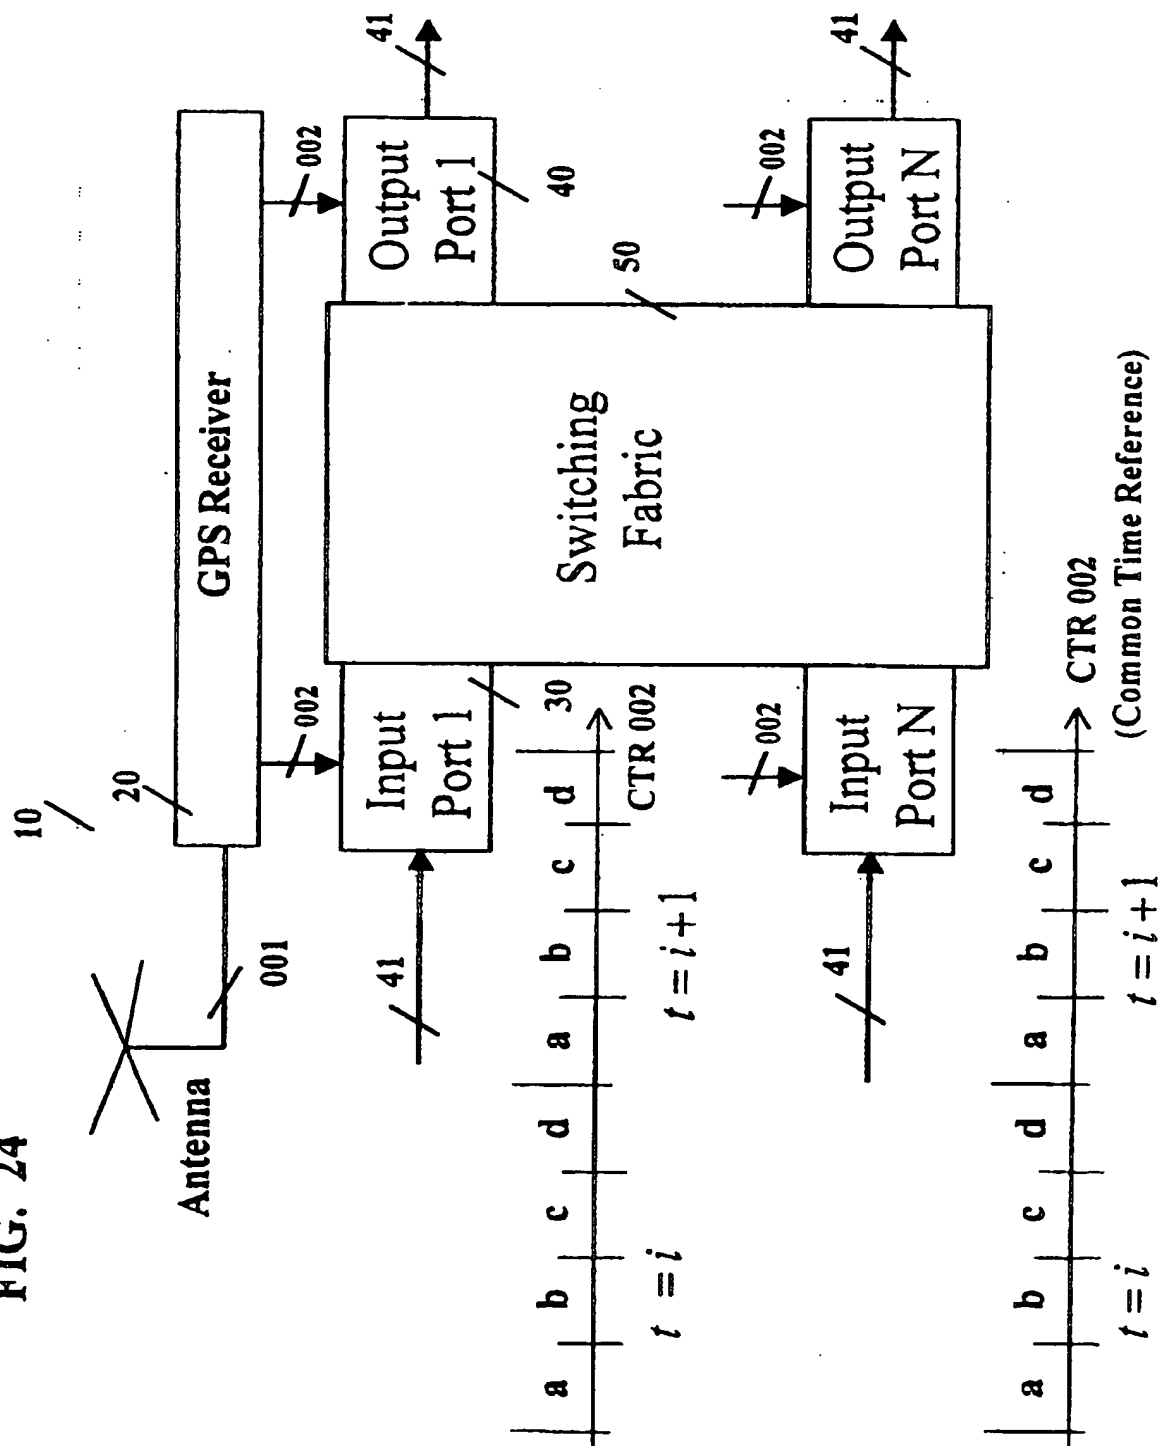 FIG. 24
10
20
GPS Receiver
Antenna
001
002
002
41
41
Input
Port 1
Output
Port 1
30
40
50
Switching
Fabric
a b c d a b c d
t = i
t = i+1
CTR 002
002
002
41
41
Input
Port N
Output
Port N
a b c d a b c d
t = i
t = i+1
CTR 002
(Common Time Reference)